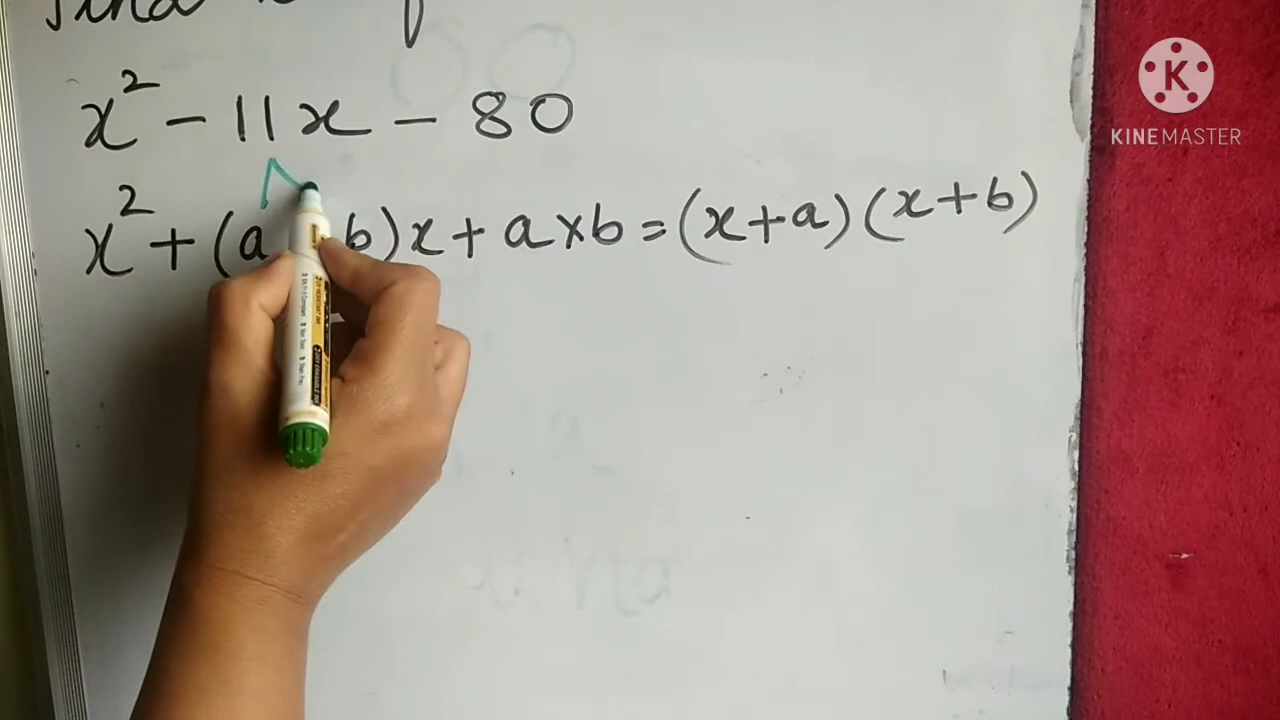 x² - 11x - 80
x² + (a b)x + a×b = (x+a)(x+b)
K
KINEMASTER